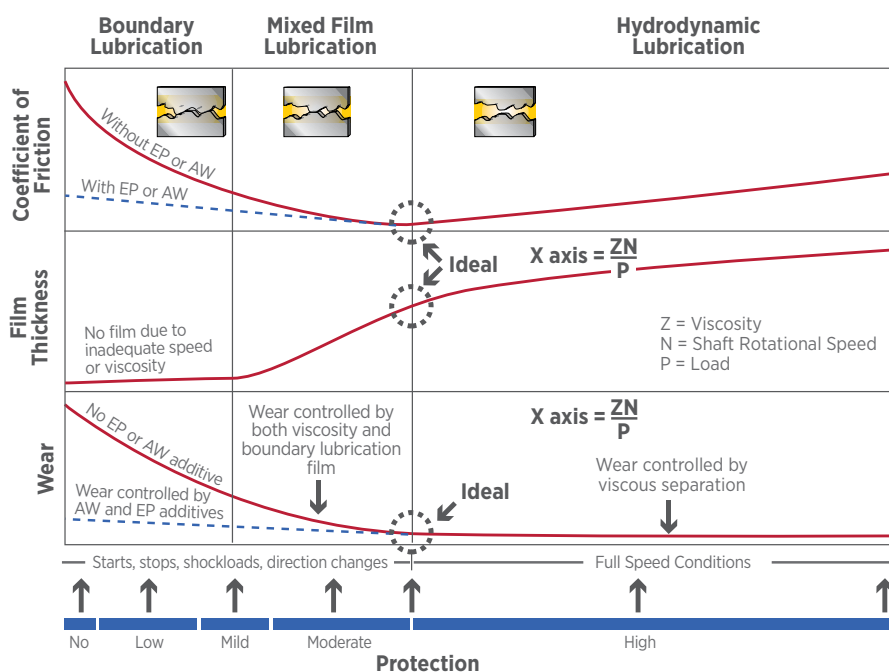 Boundary
Lubrication
Mixed Film
Lubrication
Hydrodynamic
Lubrication
Coefficient of
Friction
Without EP or AW
With EP or AW
Ideal
X axis = ZN
P
Film
Thickness
No film due to
inadequate speed
or viscosity
Z = Viscosity
N = Shaft Rotational Speed
P = Load
Wear
No EP or AW additive
Wear controlled by
AW and EP additives
Wear controlled by
both viscosity and
boundary lubrication
film
Ideal
X axis = ZN
P
Wear controlled by
viscous separation
Starts, stops, shockloads, direction changes
Full Speed Conditions
No
Low
Mild
Moderate
High
Protection